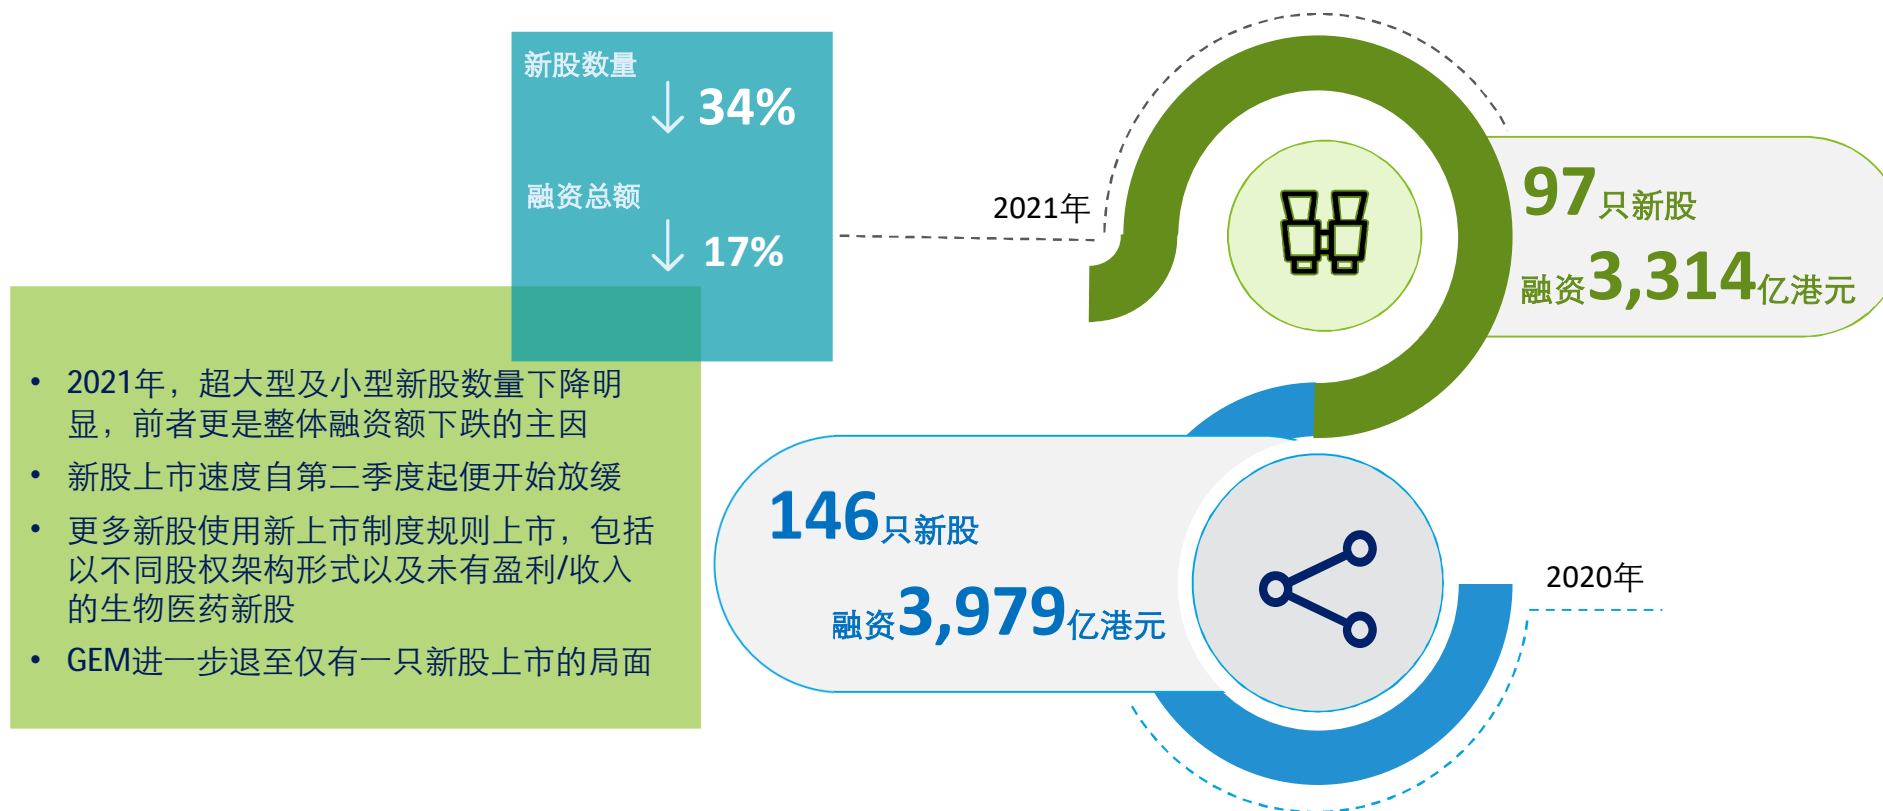 新股数量
34%
融资总额
17%
• 2021年，超大型及小型新股数量下降明
显，前者更是整体融资额下跌的主因
• 新股上市速度自第二季度起便开始放缓
• 更多新股使用新上市制度规则上市，包括
以不同股权架构形式以及未有盈利/收入
的生物医药新股
• GEM进一步退至仅有一只新股上市的局面
2021年
97只新股
融资3,314亿港元
146只新股
融资3,979亿港元
2020年